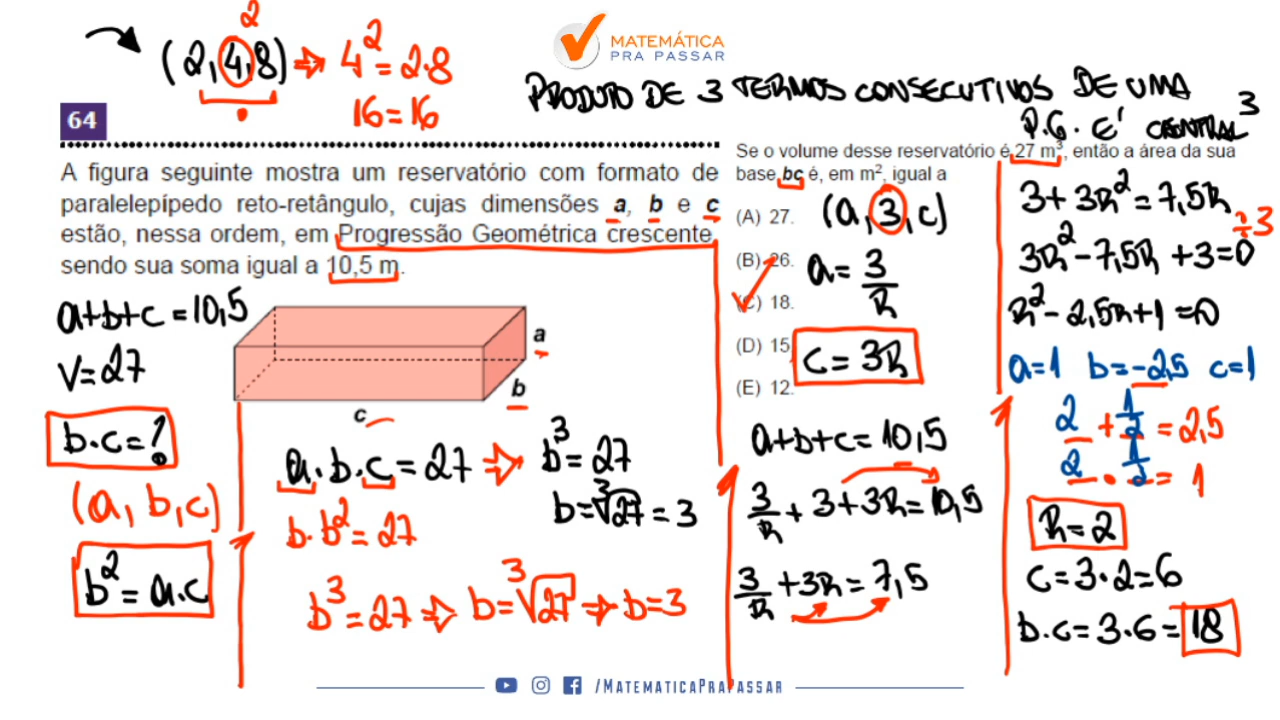 (2, 4, 8) ⇒ 4² = 2·8
2
16 = 16
MATEMÁTICA
PRA PASSAR
PRODUTO DE 3 TERMOS CONSECUTIVOS DE UMA
P.G. É CENTRAL³
64
A figura seguinte mostra um reservatório com formato de
paralelepípedo reto-retângulo, cujas dimensões a, b e c
estão, nessa ordem, em Progressão Geométrica crescente,
sendo sua soma igual a 10,5 m.
a+b+c = 10,5
V = 27
b·c = ?
(a, b, c)
b² = a·c
a
b
c
a·b·c = 27 ⇒ b³ = 27
b = ³√27 = 3
b·b² = 27
b³ = 27 ⇒ b = ³√27 ⇒ b = 3
Se o volume desse reservatório é 27 m³, então a área da sua
base bc é, em m², igual a
(A) 27.
(B) 26.
(C) 18.
(D) 15
(E) 12.
(a, 3, c)
a = 3/R
c = 3R
a+b+c = 10,5
3/R + 3 + 3R = 10,5
3/R + 3R = 7,5
3 + 3R² = 7,5R
3R² - 7,5R + 3 = 0 ÷3
R² - 2,5R + 1 = 0
a = 1 b = -2,5 c = 1
2 + 1/2 = 2,5
2 · 1/2 = 1
R = 2
c = 3·2 = 6
b·c = 3·6 = 18
/MATEMATICAPRAPASSAR